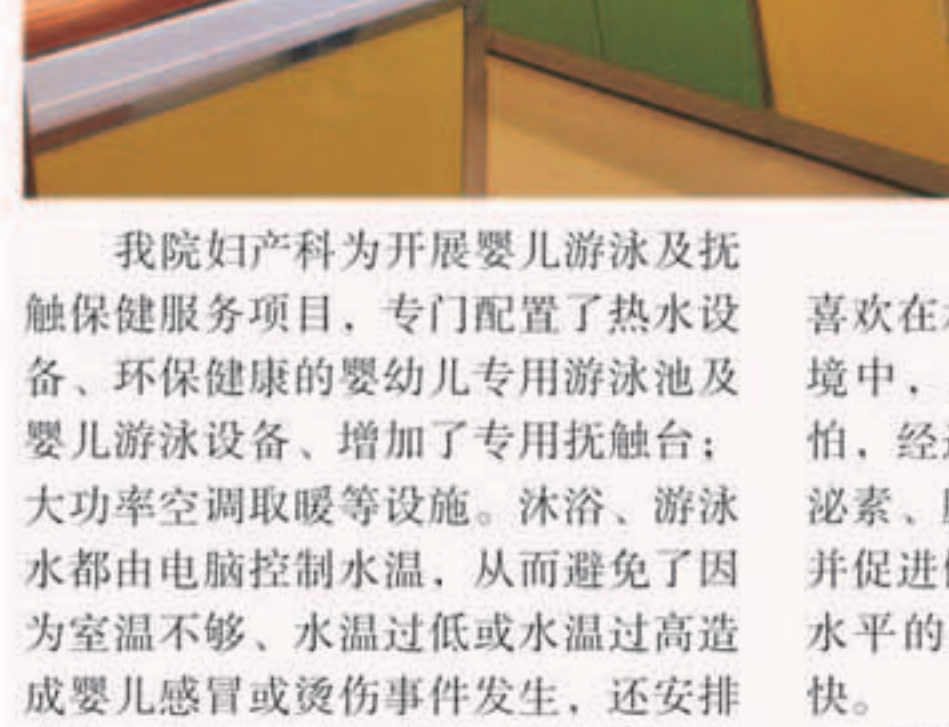 我院妇产科为开展婴儿游泳及抚
触保健服务项目，专门配置了热水设
备、环保健康的婴幼儿专用游泳池及
婴儿游泳设备、增加了专用抚触台；
大功率空调取暖等设施。沐浴、游泳
水都由电脑控制水温，从而避免了因
为室温不够、水温过低或水温过高造
成婴儿感冒或烫伤事件发生，还安排
喜欢在
境中，
怕，经
泌素、
并促进
水平的
快。